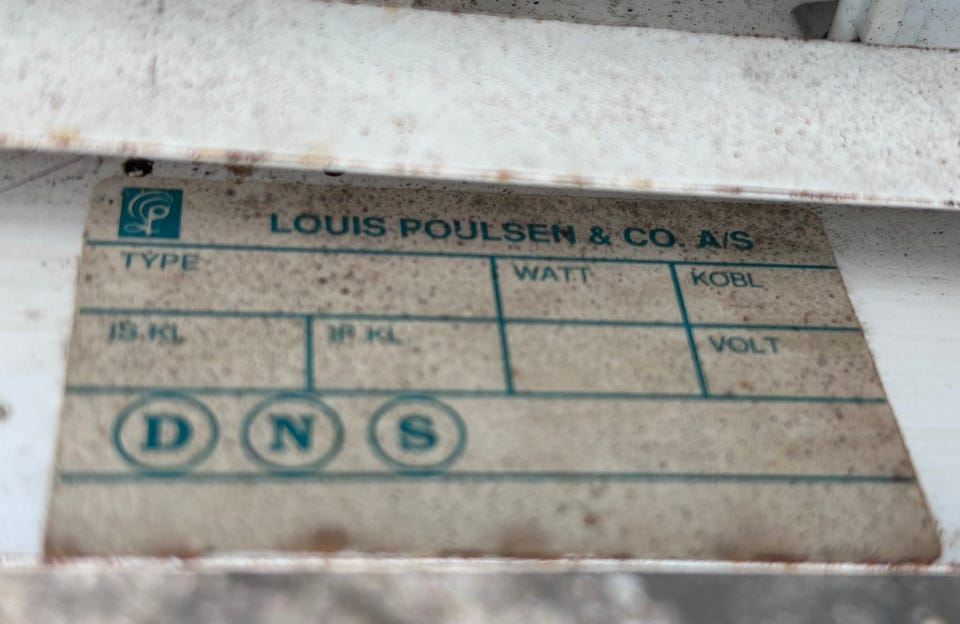 LOUIS POULSEN & CO. A/S
TYPE WATT KOBL
IS.KL IP.KL VOLT
D N S